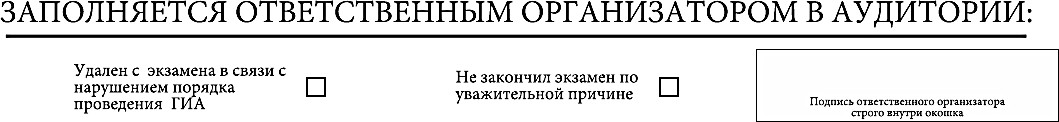 ЗАПОЛНЯЕТСЯ ОТВЕТСТВЕННЫМ ОРГАНИЗАТОРОМ В АУДИТОРИИ:
Удален с экзамена в связи с
нарушением порядка
проведения ГИА
Не закончил экзамен по
уважительной причине
Подпись ответственного организатора
строго внутри окошка